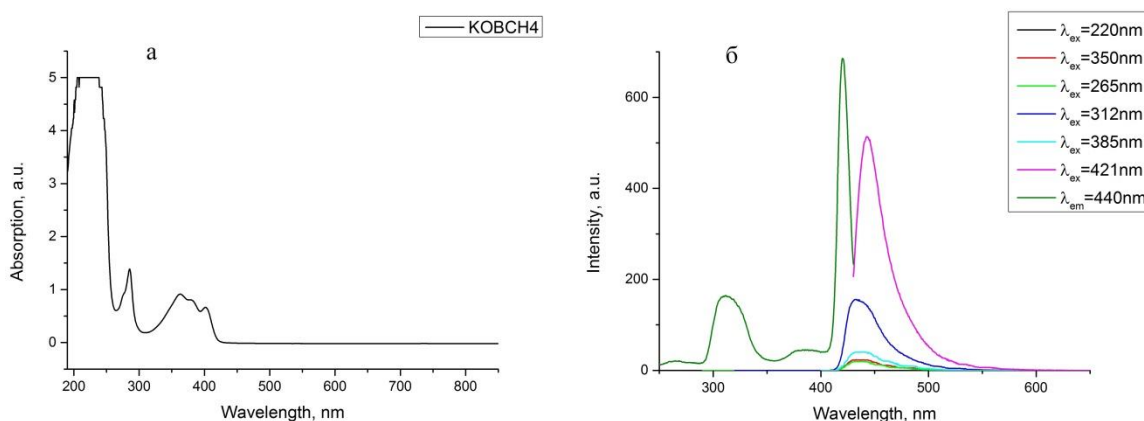 а
KOBCH4
Absorption, a.u.
5
4
3
2
1
0
200 300 400 500 600 700 800
Wavelength, nm
б
λex=220nm
λex=350nm
λex=265nm
λex=312nm
λex=385nm
λex=421nm
λem=440nm
Intensity, a.u.
600
400
200
0
300 400 500 600
Wavelength, nm